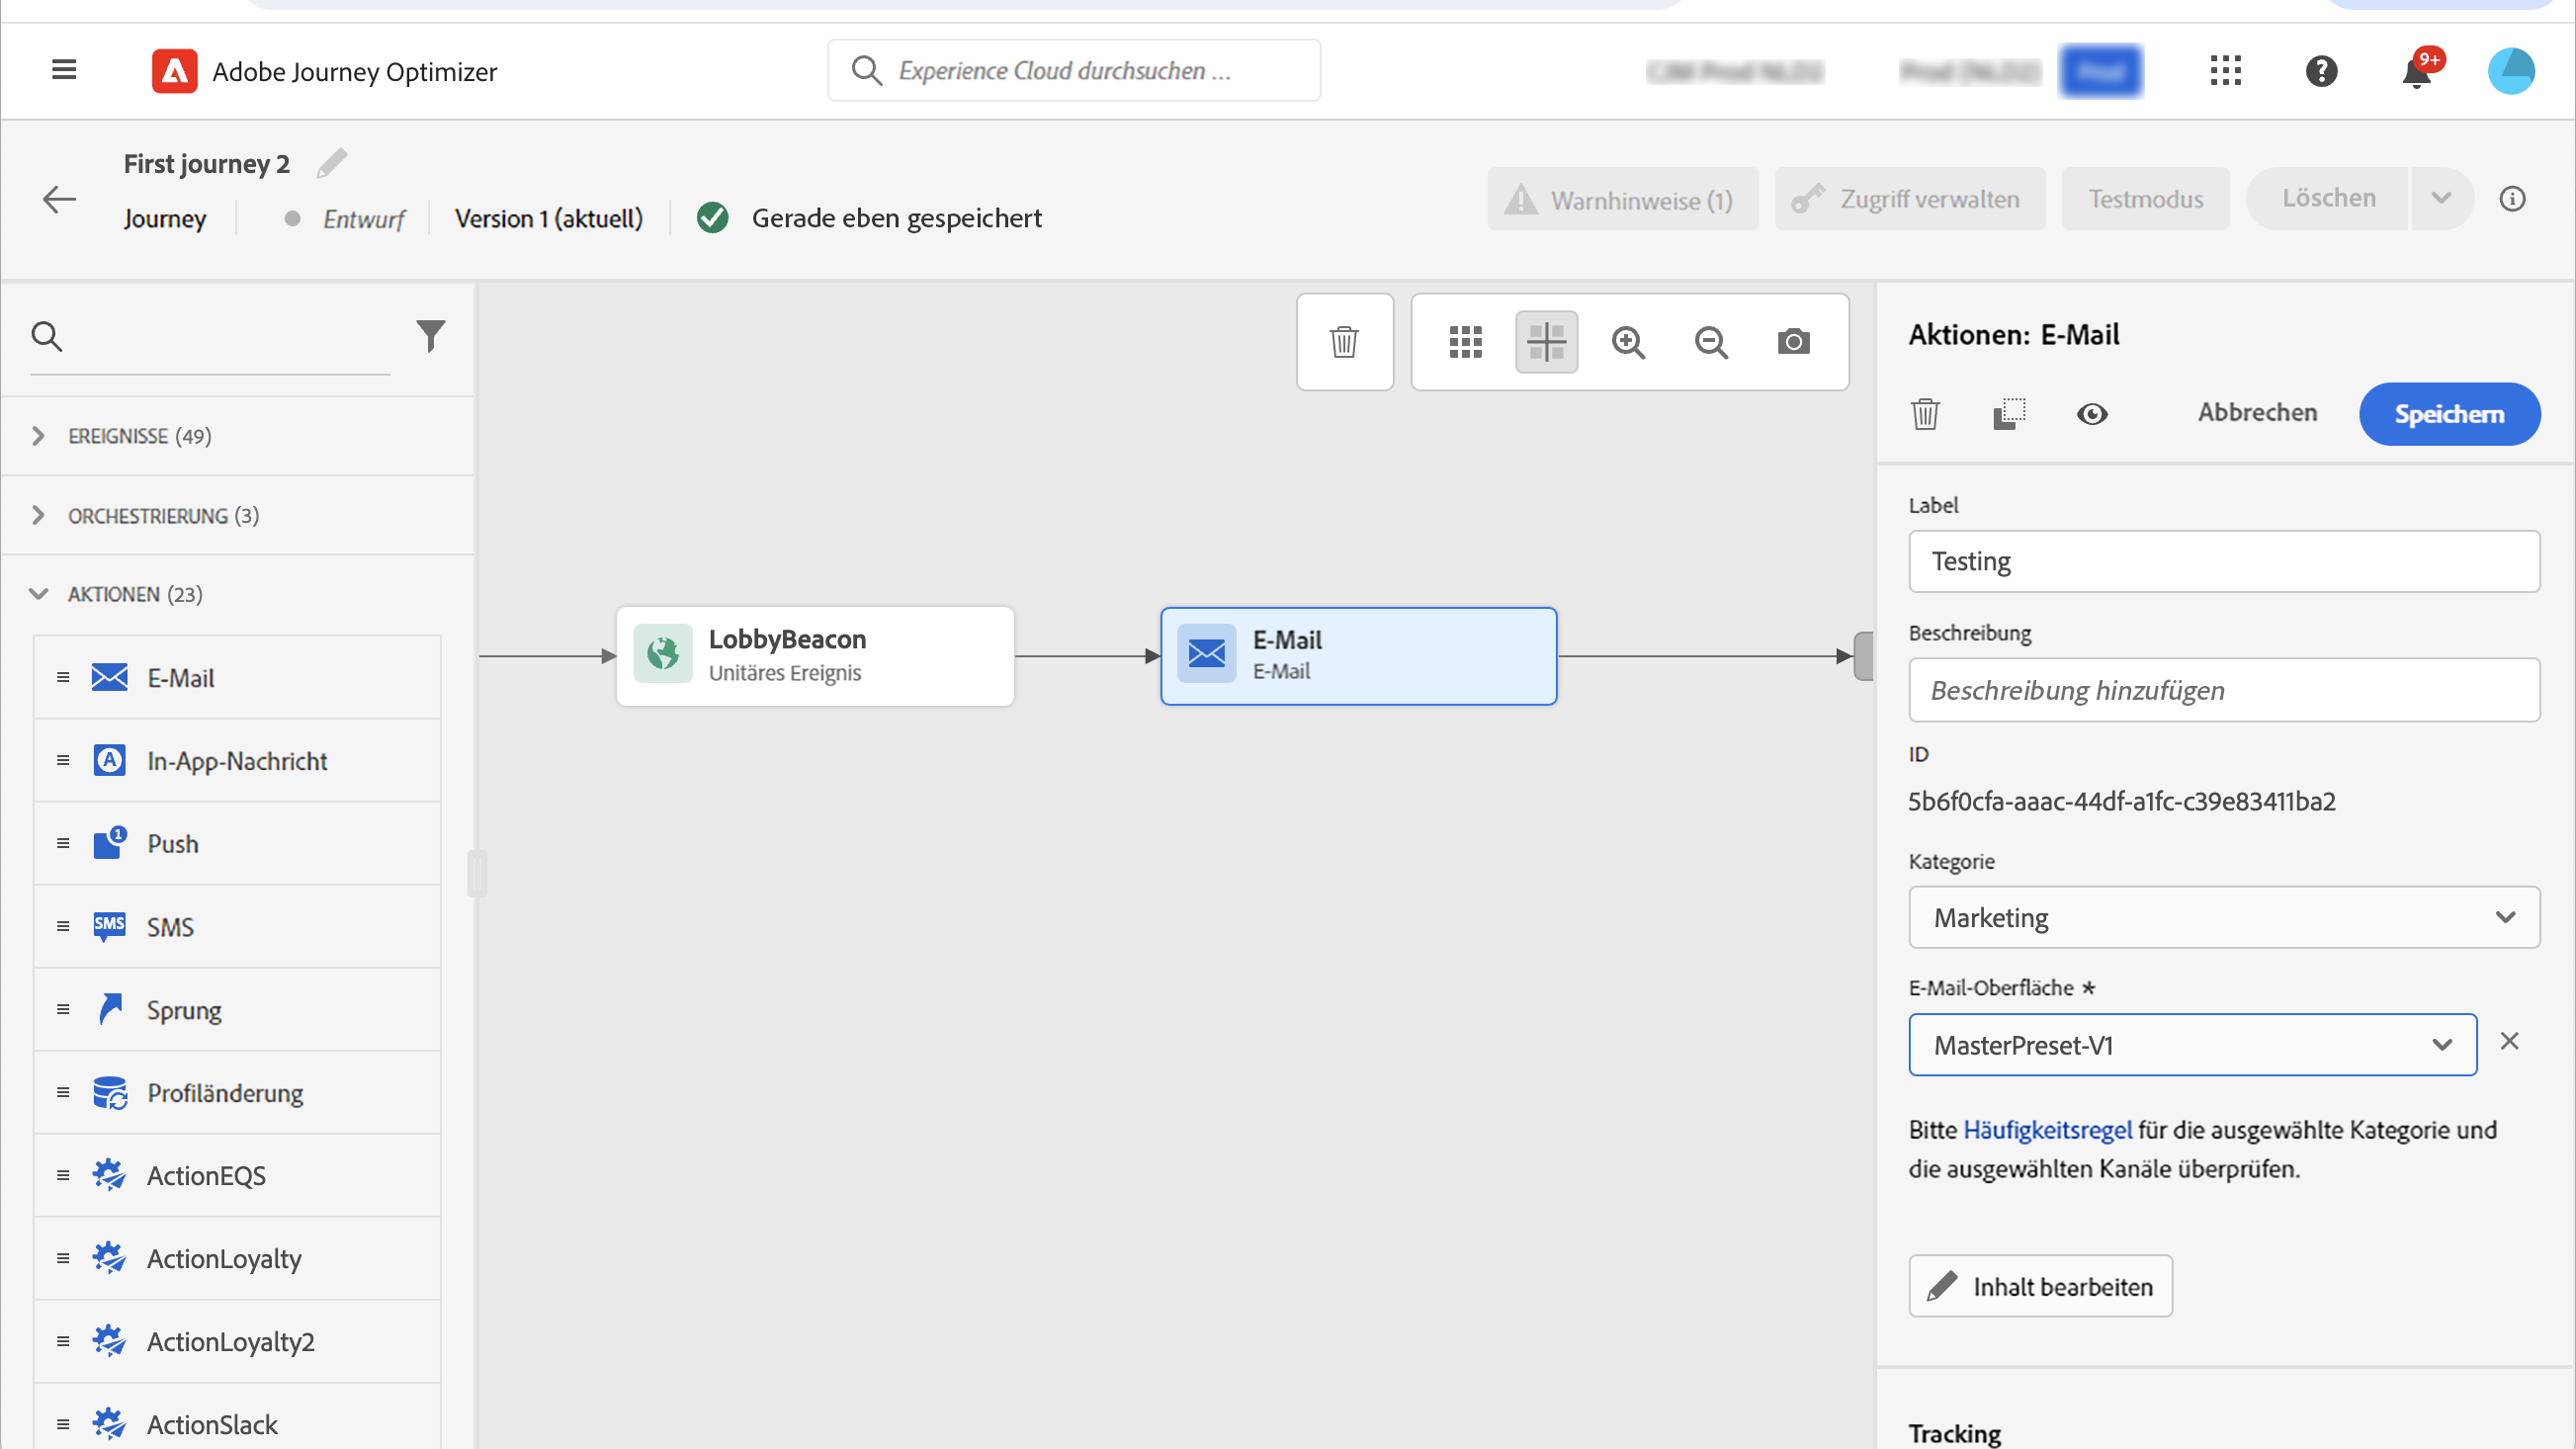 Adobe Journey Optimizer
Experience Cloud durchsuchen ...
9+
First journey 2
Journey
Entwurf
Version 1 (aktuell)
Gerade eben gespeichert
Warnhinweise (1)
Zugriff verwalten
Testmodus
Löschen
EREIGNISSE (49)
ORCHESTRIERUNG (3)
AKTIONEN (23)
E-Mail
In-App-Nachricht
Push
SMS
SMS
Sprung
Profiländerung
ActionEQS
ActionLoyalty
ActionLoyalty2
ActionSlack
LobbyBeacon
Unitäres Ereignis
E-Mail
E-Mail
Aktionen: E-Mail
Abbrechen
Speichern
Label
Testing
Beschreibung
Beschreibung hinzufügen
ID
5b6f0cfa-aaac-44df-a1fc-c39e83411ba2
Kategorie
Marketing
E-Mail-Oberfläche *
MasterPreset-V1
Bitte Häufigkeitsregel für die ausgewählte Kategorie und
die ausgewählten Kanäle überprüfen.
Inhalt bearbeiten
Tracking